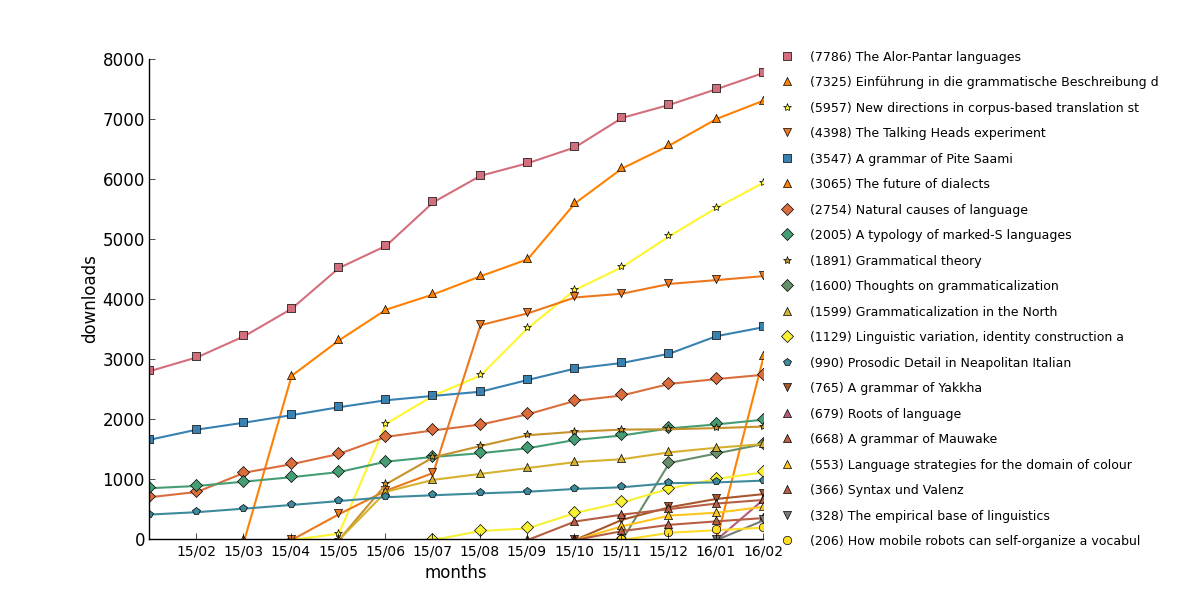 8000
7000
6000
5000
4000
3000
2000
1000
0
downloads
15/02 15/03 15/04 15/05 15/06 15/07 15/08 15/09 15/10 15/11 15/12 16/01 16/02
months
(7786) The Alor-Pantar languages
(7325) Einführung in die grammatische Beschreibung d
(5957) New directions in corpus-based translation st
(4398) The Talking Heads experiment
(3547) A grammar of Pite Saami
(3065) The future of dialects
(2754) Natural causes of language
(2005) A typology of marked-S languages
(1891) Grammatical theory
(1600) Thoughts on grammaticalization
(1599) Grammaticalization in the North
(1129) Linguistic variation, identity construction a
(990) Prosodic Detail in Neapolitan Italian
(765) A grammar of Yakkha
(679) Roots of language
(668) A grammar of Mauwake
(553) Language strategies for the domain of colour
(366) Syntax und Valenz
(328) The empirical base of linguistics
(206) How mobile robots can self-organize a vocabul